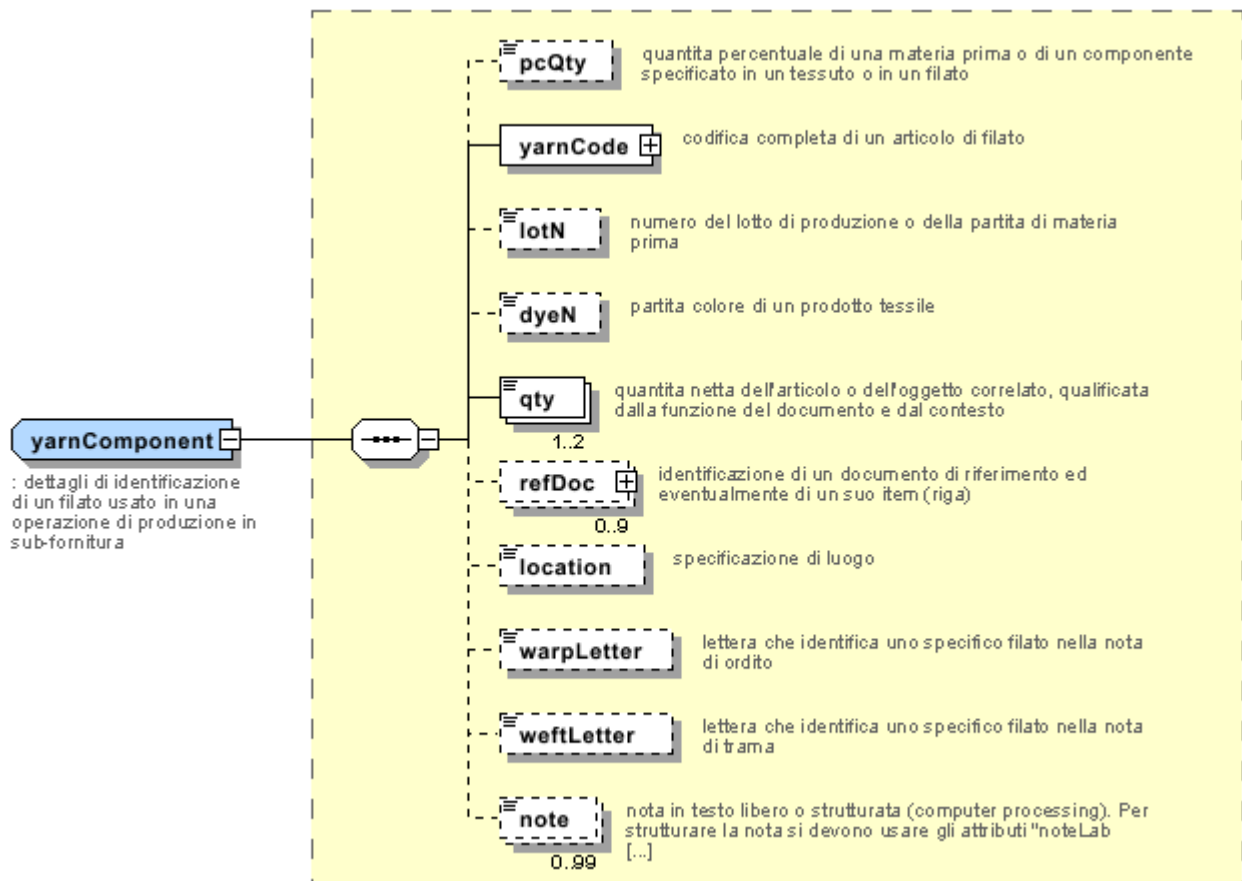 pcQty
quantita percentuale di una materia prima o di un componente
specificato in un tessuto o in un filato
yarnCode
codifica completa di un articolo di filato
lotN
numero del lotto di produzione o della partita di materia
prima
dyeN
partita colore di un prodotto tessile
qty
1..2
quantita netta dell'articolo o dell'oggetto correlato, qualificata
dalla funzione del documento e dal contesto
yarnComponent
: dettagli di identificazione
di un filato usato in una
operazione di produzione in
sub-fornitura
refDoc
0..9
identificazione di un documento di riferimento ed
eventualmente di un suo item (riga)
location
specificazione di luogo
warpLetter
lettera che identifica uno specifico filato nella nota
di ordito
weftLetter
lettera che identifica uno specifico filato nella nota
di trama
note
0..99
nota in testo libero o strutturata (computer processing). Per
strutturare la nota si devono usare gli attributi "noteLab
[...]